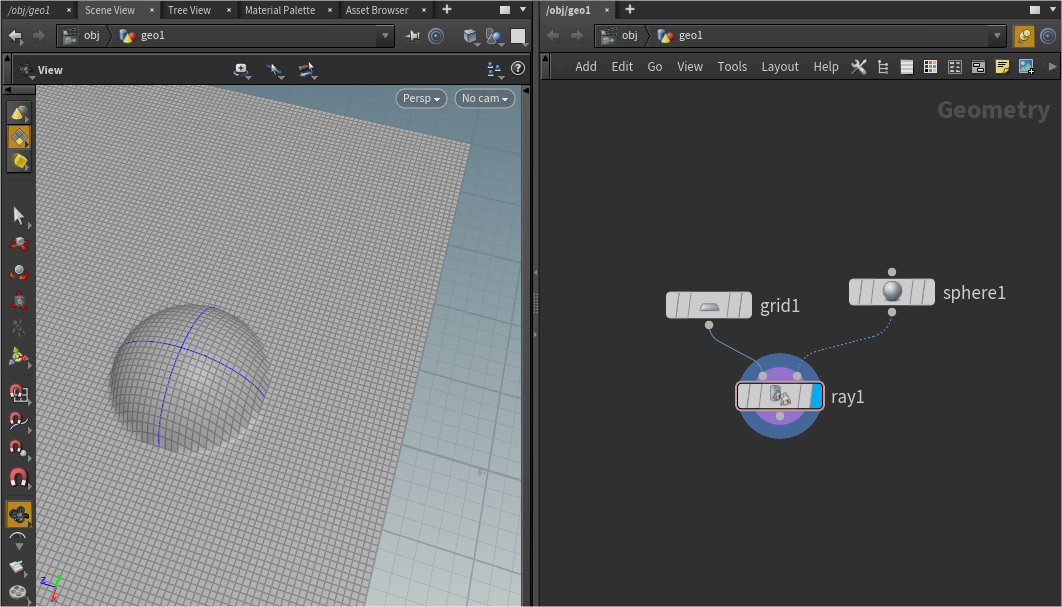 /obj/geo1 × Scene View × Tree View × Material Palette × Asset Browser × +
obj geo1
View
Persp No cam
z
/obj/geo1 × +
obj geo1
Add Edit Go View Tools Layout Help
Geometry
sphere1
grid1
ray1